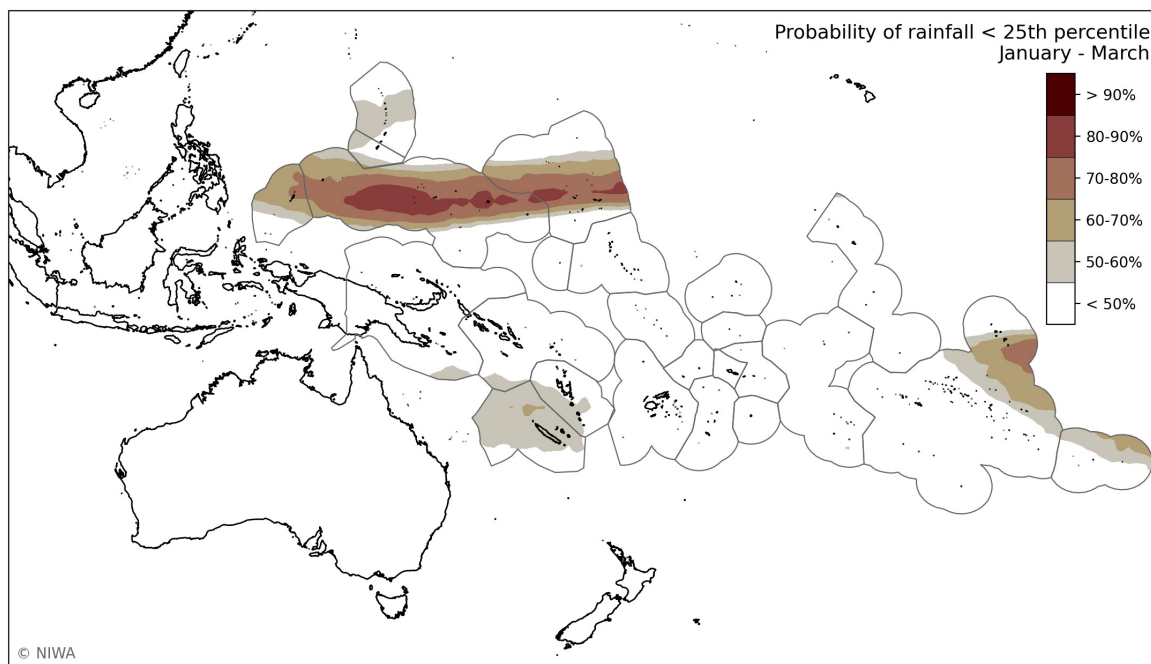 Probability of rainfall < 25th percentile
January - March
> 90%
80-90%
70-80%
60-70%
50-60%
< 50%
© NIWA